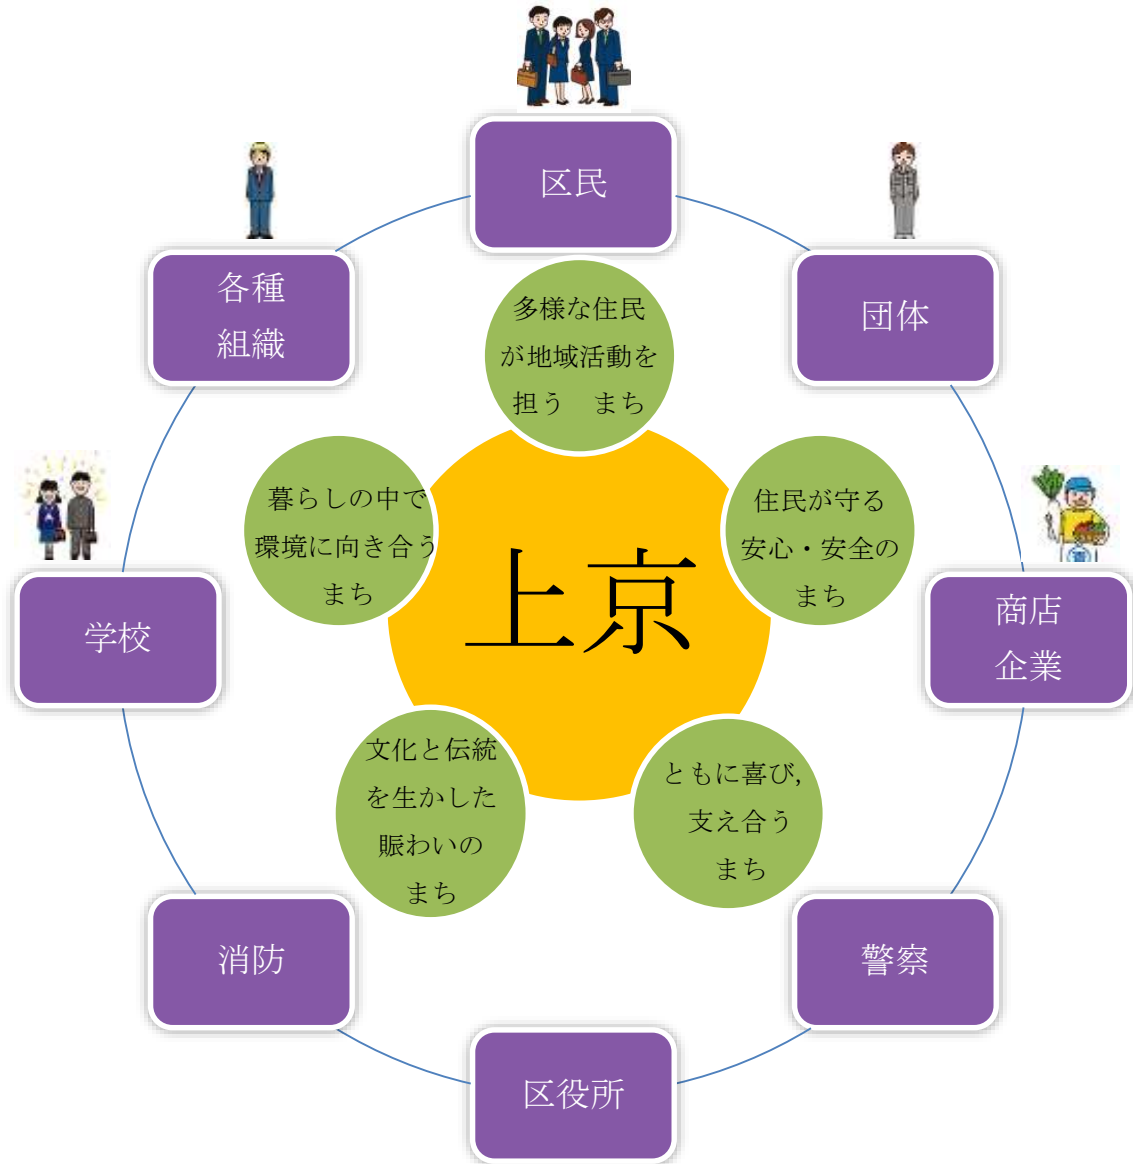 区民
各種
組織
団体
多様な住民
が地域活動を
担う　まち
暮らしの中で
環境に向き合う
まち
住民が守る
安心・安全の
まち
上京
学校
商店
企業
文化と伝統
を生かした
賑わいの
まち
ともに喜び,
支え合う
まち
消防
警察
区役所